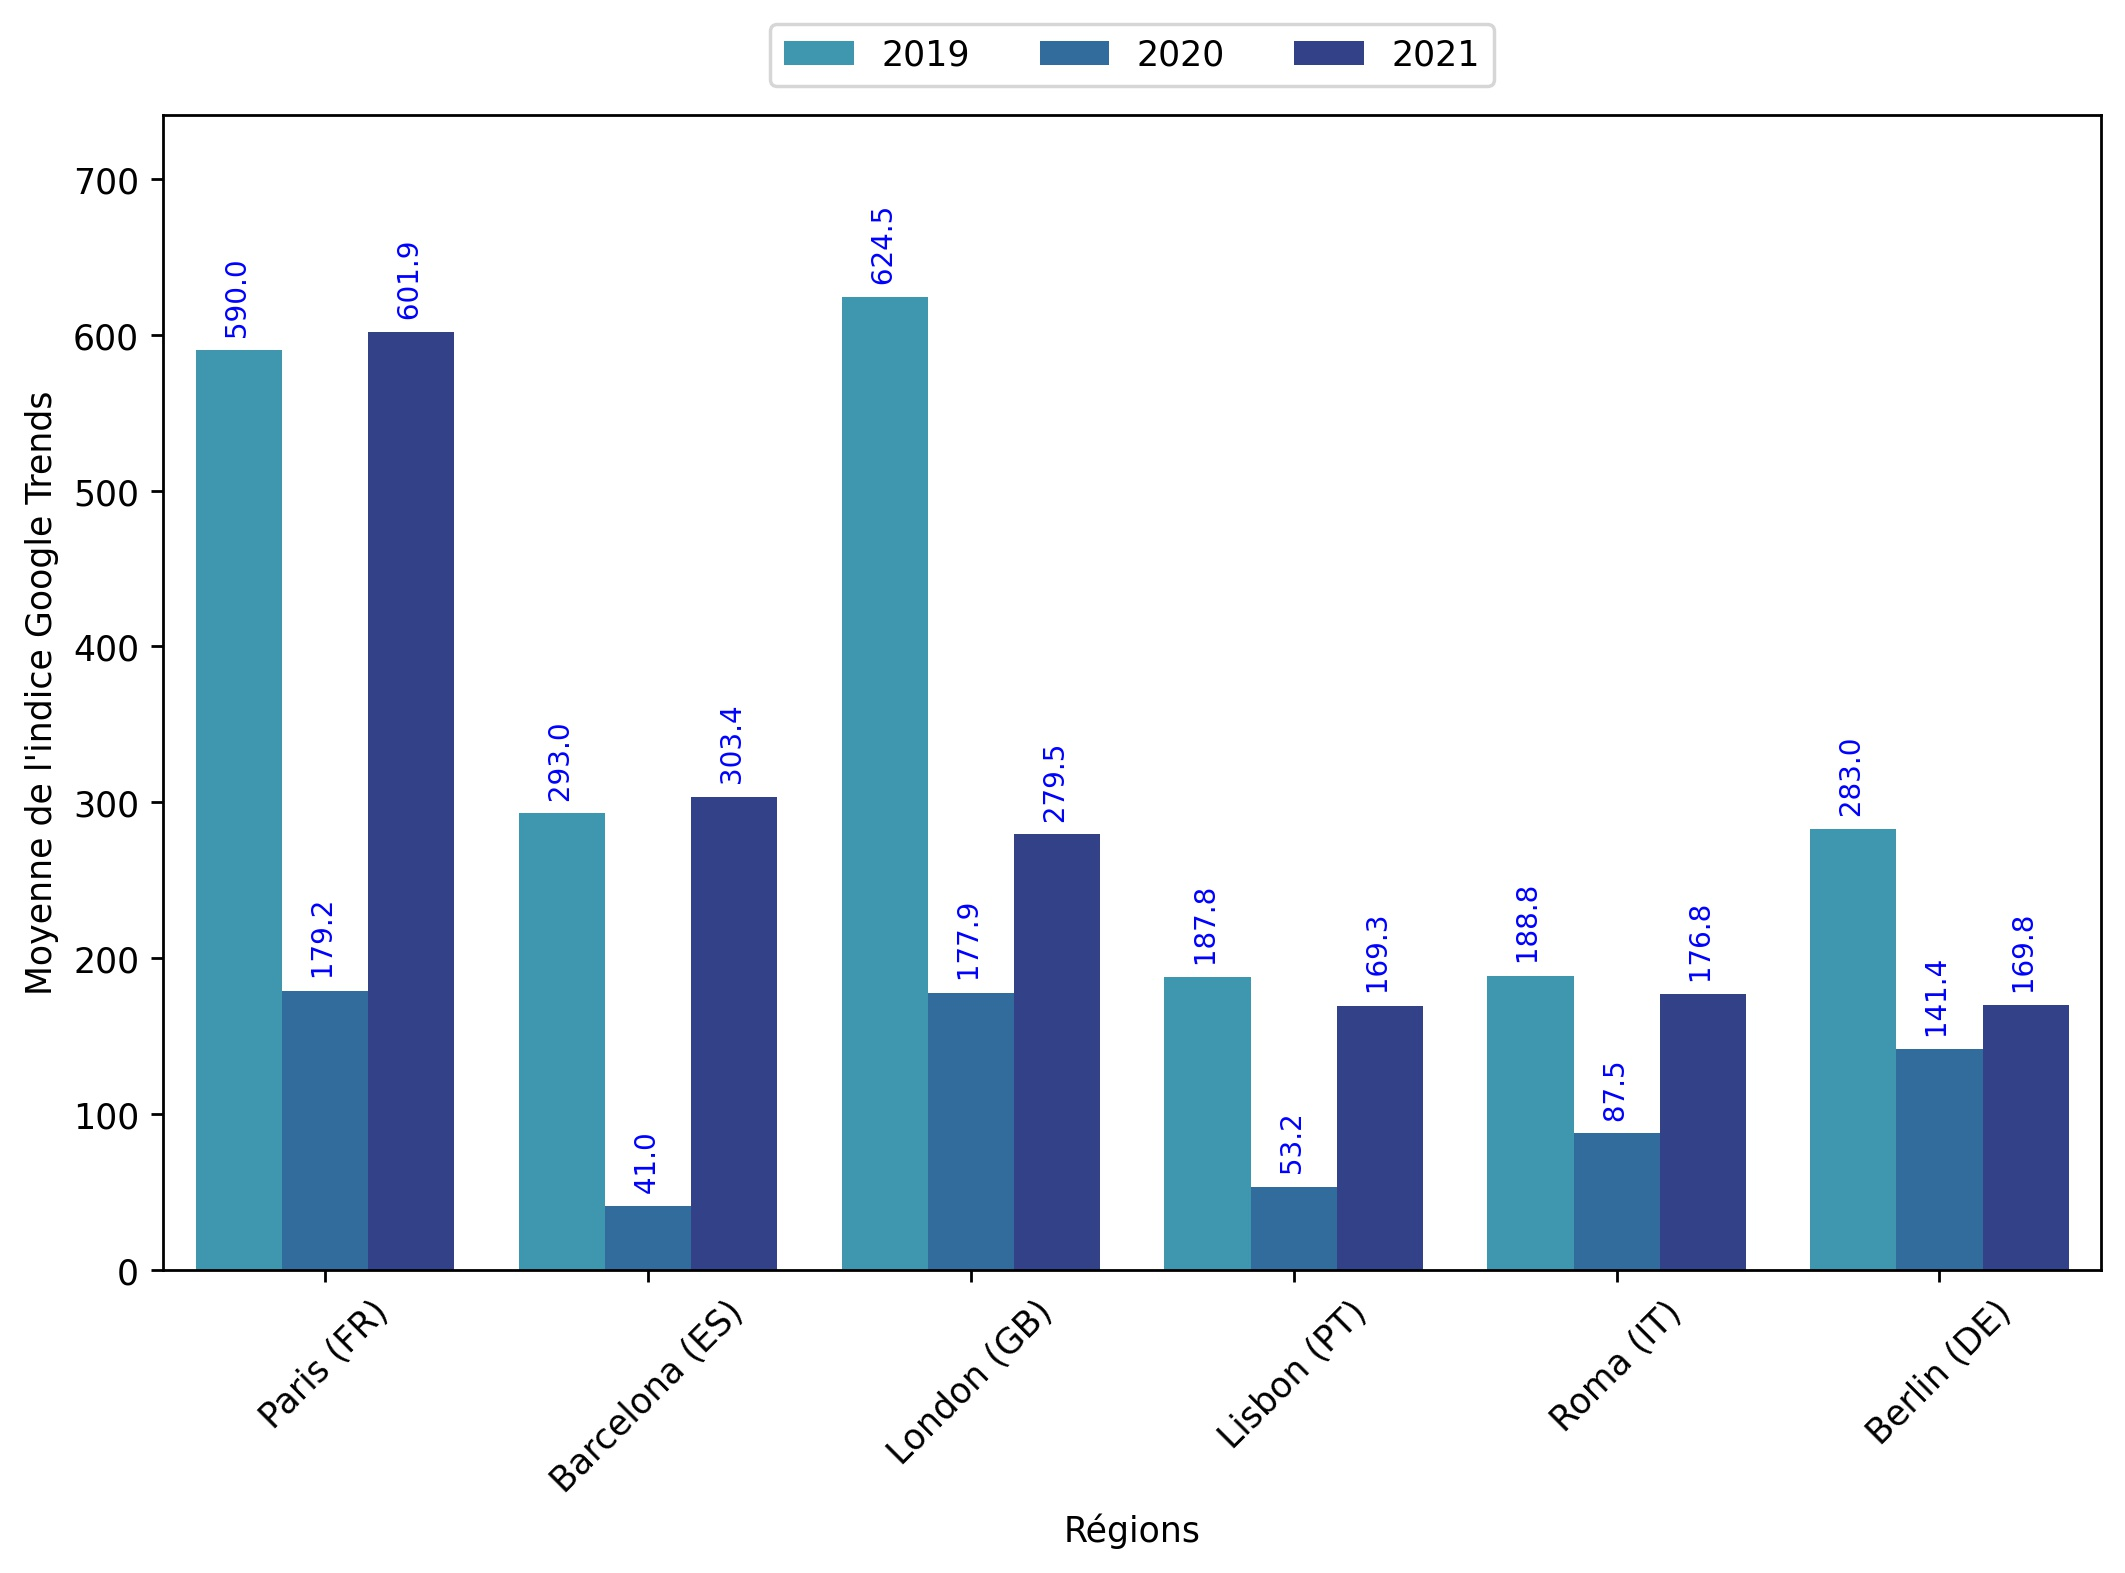 2019 2020 2021
Moyenne de l'indice Google Trends
700
600
500
400
300
200
100
0
590.0 179.2 601.9
293.0 41.0 303.4
624.5 177.9 279.5
187.8 53.2 169.3
188.8 87.5 176.8
283.0 141.4 169.8
Paris (FR)
Barcelona (ES)
London (GB)
Lisbon (PT)
Roma (IT)
Berlin (DE)
Régions